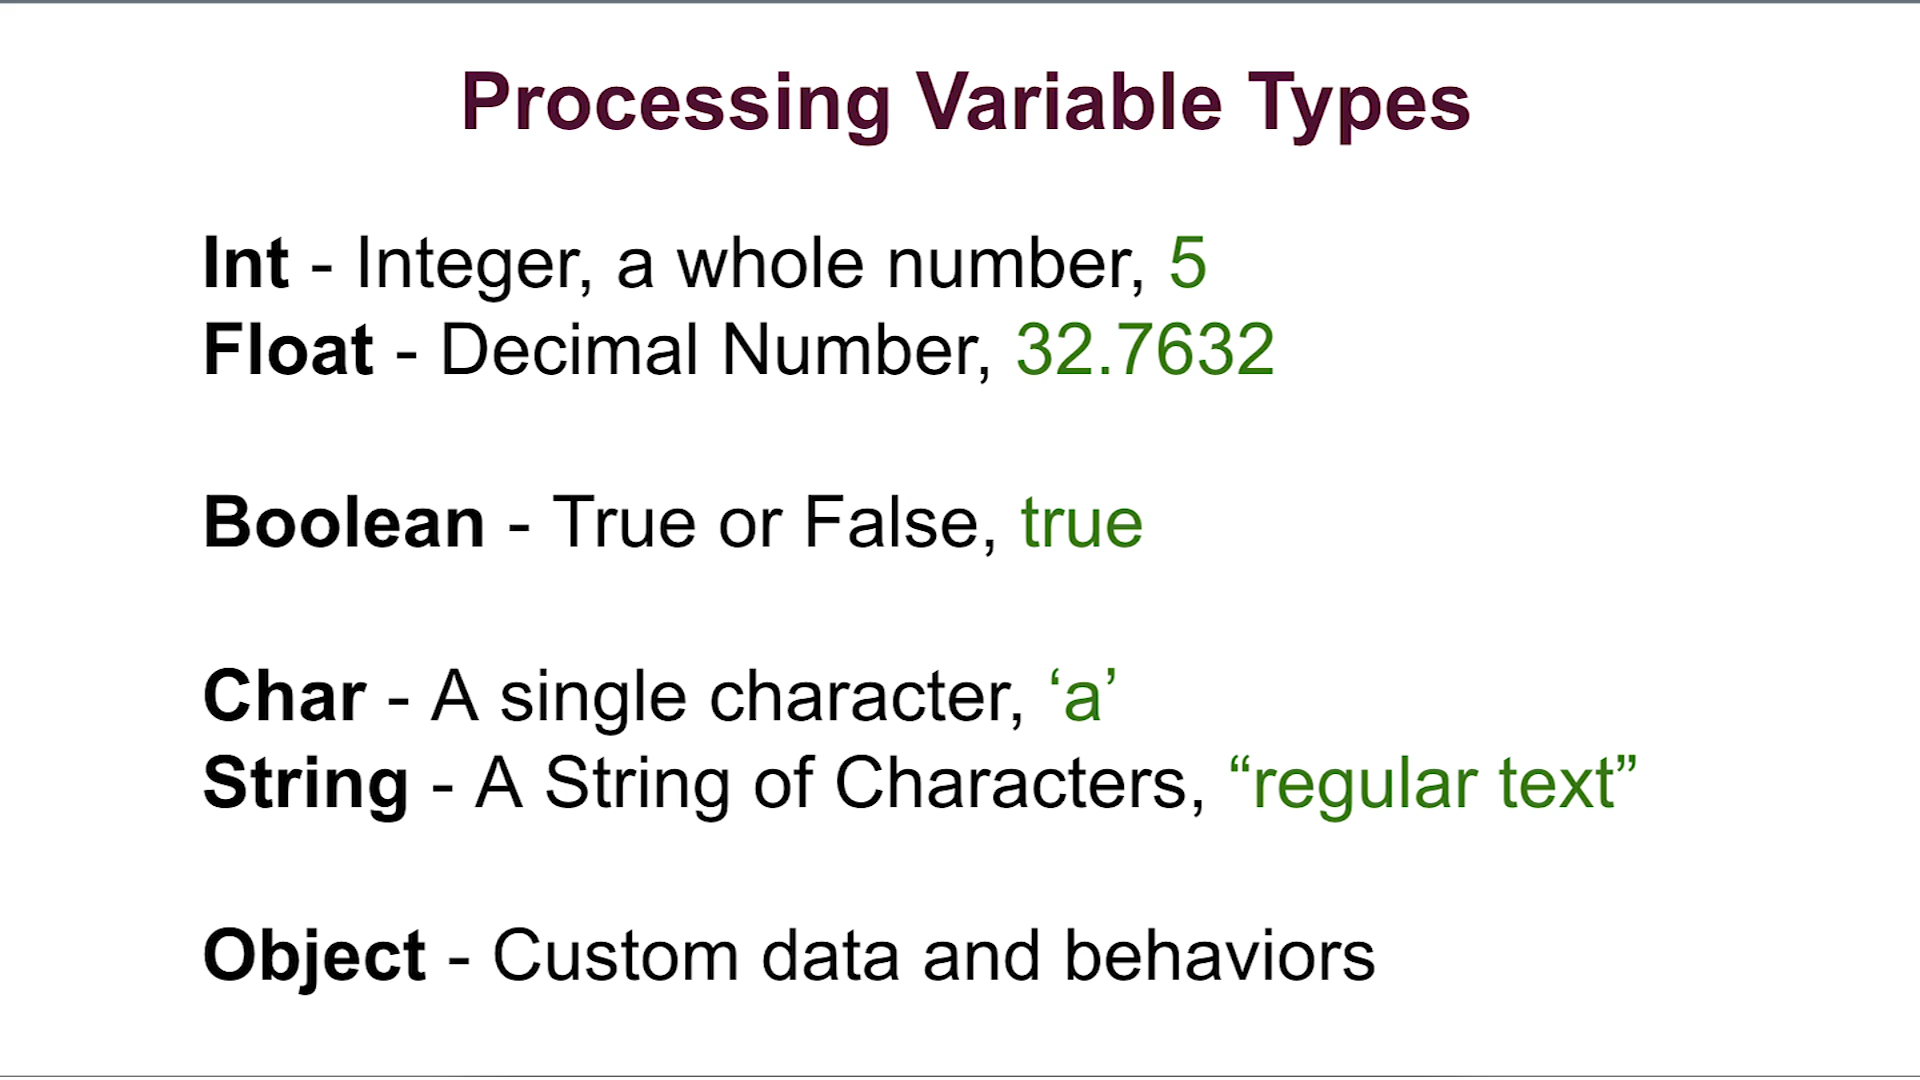 Processing Variable Types
Int - Integer, a whole number, 5
Float - Decimal Number, 32.7632
Boolean - True or False, true
Char - A single character, ‘a’
String - A String of Characters, “regular text”
Object - Custom data and behaviors